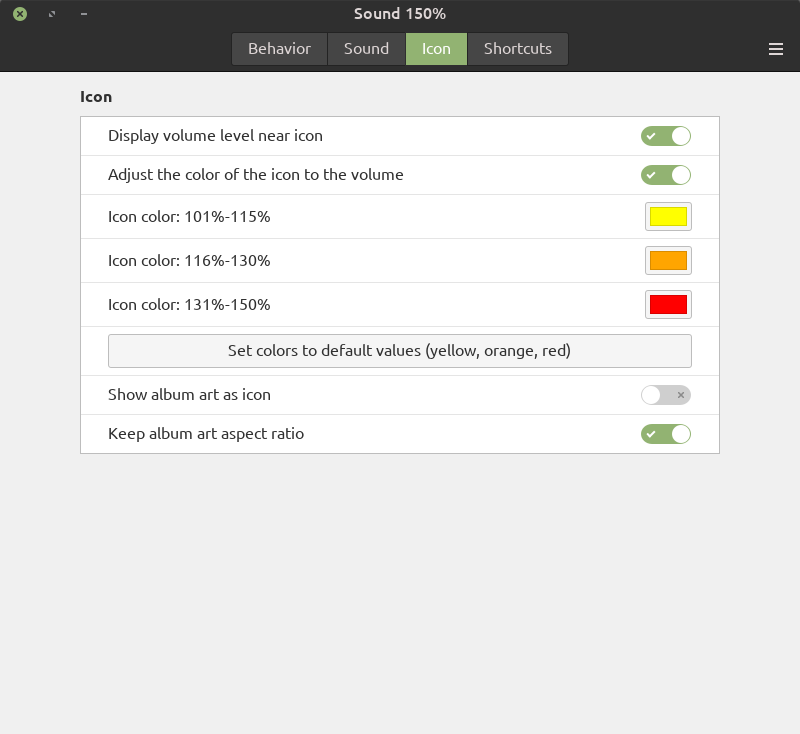 Sound 150%
Behavior
Sound
Icon
Shortcuts
Icon
Display volume level near icon
Adjust the color of the icon to the volume
Icon color: 101%-115%
Icon color: 116%-130%
Icon color: 131%-150%
Set colors to default values (yellow, orange, red)
Show album art as icon
Keep album art aspect ratio